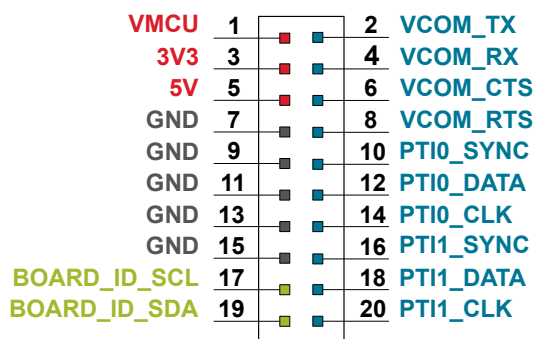 VMCU 1 2 VCOM_TX
3V3 3 4 VCOM_RX
5V 5 6 VCOM_CTS
GND 7 8 VCOM_RTS
GND 9 10 PTI0_SYNC
GND 11 12 PTI0_DATA
GND 13 14 PTI0_CLK
GND 15 16 PTI1_SYNC
BOARD_ID_SCL 17 18 PTI1_DATA
BOARD_ID_SDA 19 20 PTI1_CLK